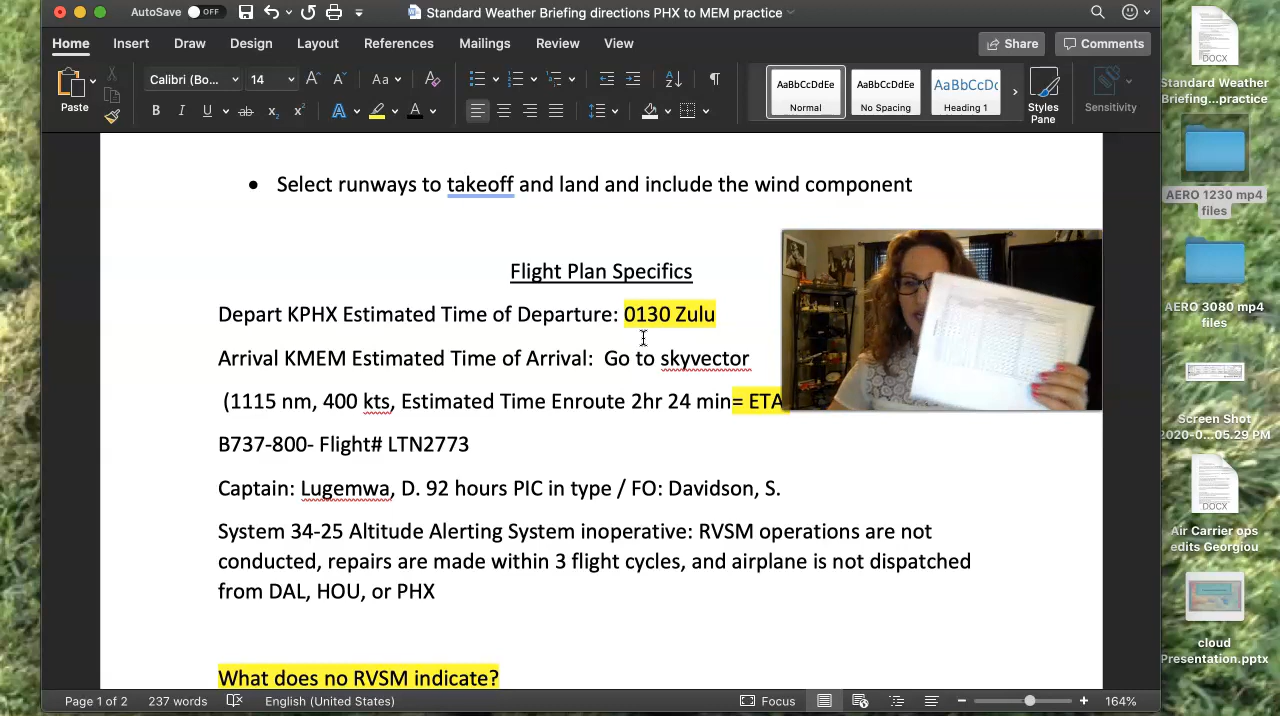 AutoSave OFF
Standard Weather Briefing directions PHX to MEM practice
Home Insert Draw Design Layout References Mailings Review View
Share Comments
Paste
Calibri (Bo... 14
AaBbCcDdEe AaBbCcDdEe AaBbCcDc
Normal No Spacing Heading 1
Styles Pane
Sensitivity
• Select runways to takeoff and land and include the wind component
Flight Plan Specifics
Depart KPHX Estimated Time of Departure: 0130 Zulu
Arrival KMEM Estimated Time of Arrival: Go to skyvector
(1115 nm, 400 kts, Estimated Time Enroute 2hr 24 min= ETA
B737-800- Flight# LTN2773
Captain: Lugemwa, D. 92 hours PIC in type / FO: Davidson, S.
System 34-25 Altitude Alerting System inoperative: RVSM operations are not
conducted, repairs are made within 3 flight cycles, and airplane is not dispatched
from DAL, HOU, or PHX
What does no RVSM indicate?
Page 1 of 2 237 words English (United States) Focus 164%
DOCX
Standard Weather
Briefing...practice
AERO 1230 mp4
files
AERO 3080 mp4
files
Screen Shot
2020-0...05.29 PM
DOCX
Air Carrier ops
edits Georgiou
cloud
Presentation.pptx